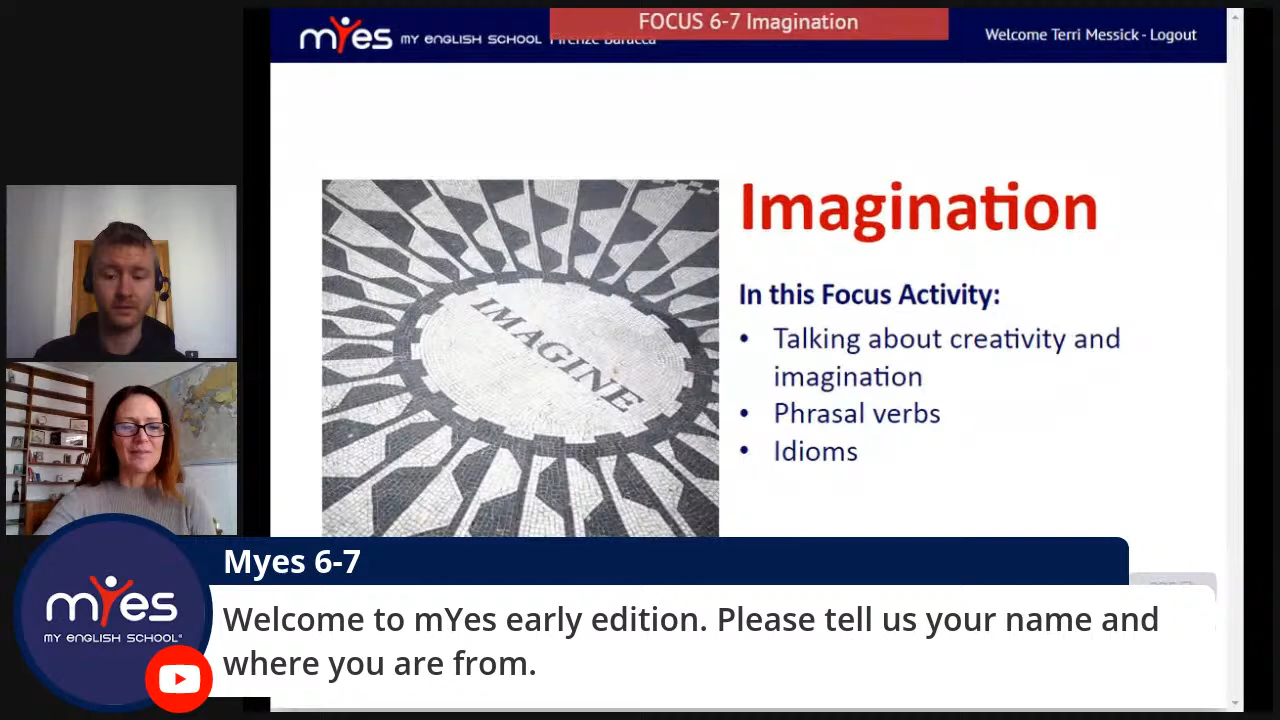 FOCUS 6-7 Imagination
myes MY ENGLISH SCHOOL Firenze Baracca
Welcome Terri Messick - Logout
Imagination
IMAGINE
In this Focus Activity:
• Talking about creativity and
imagination
• Phrasal verbs
• Idioms
Myes 6-7
myes
MY ENGLISH SCHOOL®
Welcome to mYes early edition. Please tell us your name and
where you are from.